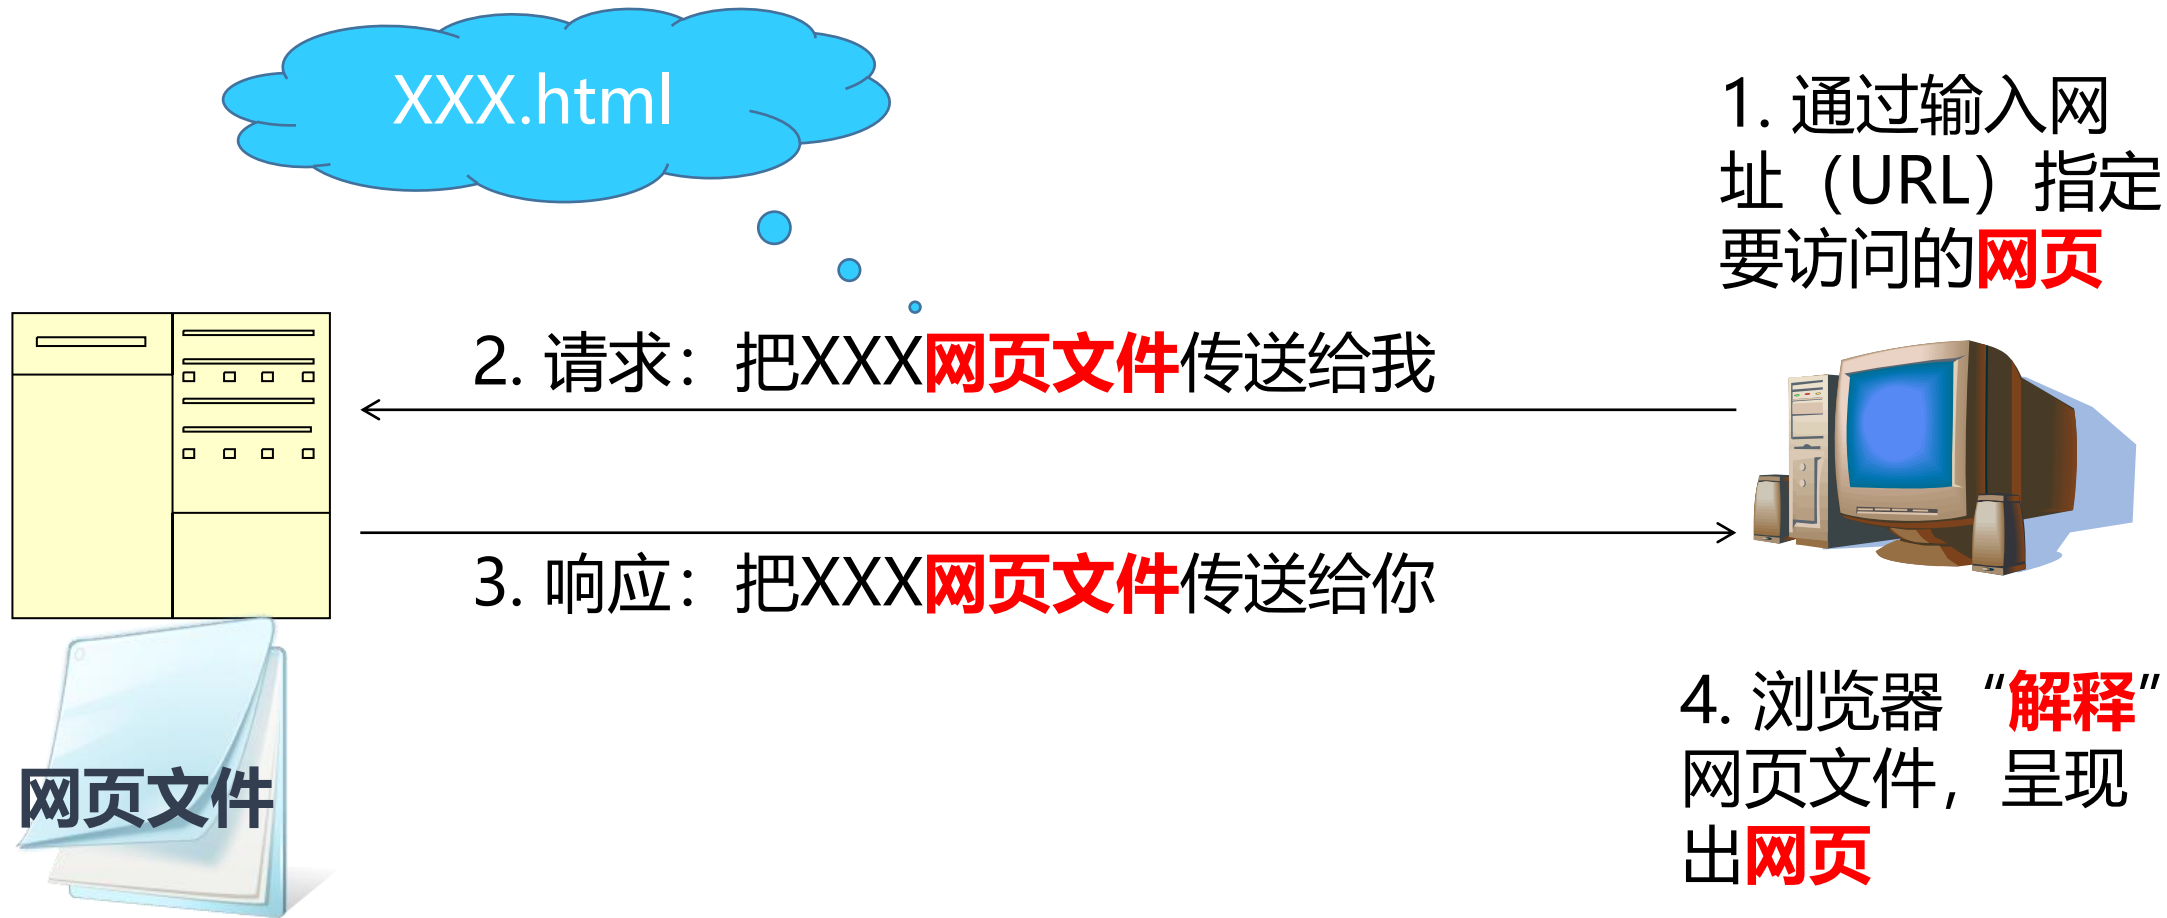 XXX.html
1. 通过输入网
址（URL）指定
要访问的网页
2. 请求：把XXX网页文件传送给我
3. 响应：把XXX网页文件传送给你
网页文件
4. 浏览器“解释”
网页文件，呈现
出网页